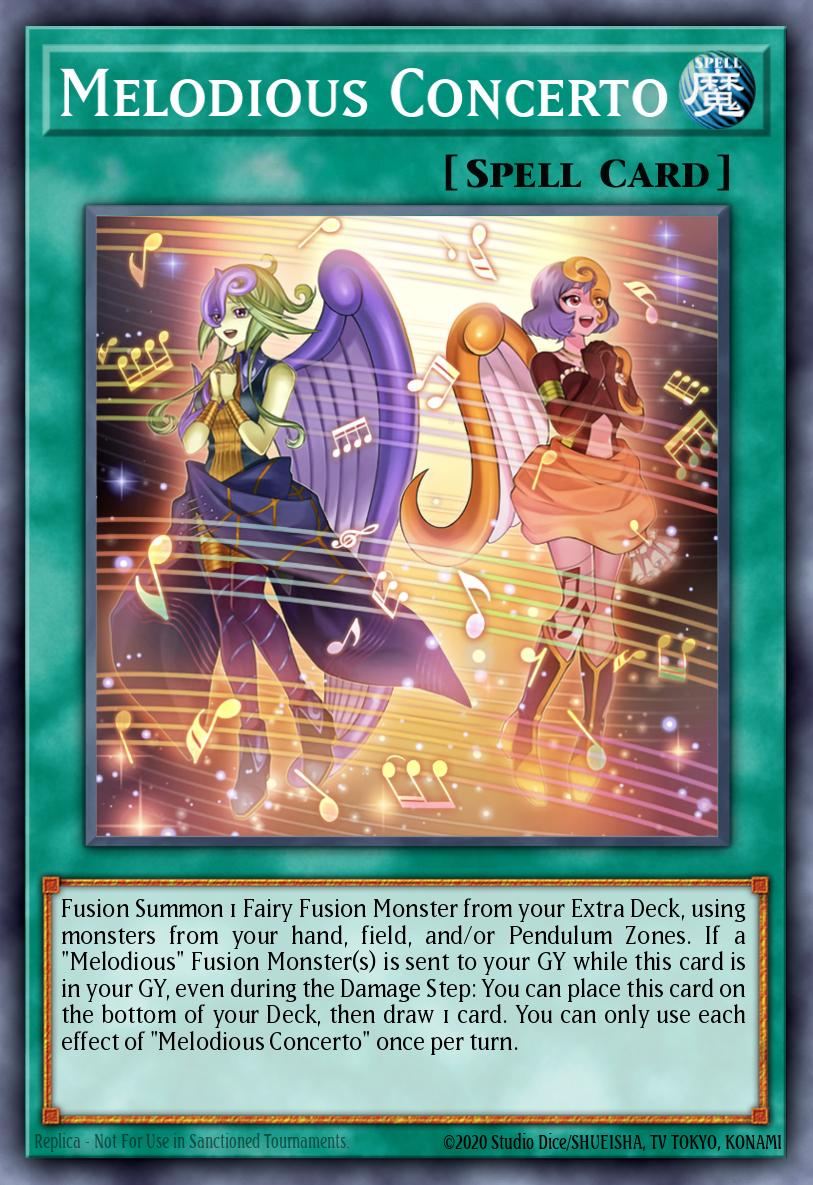 Melodious Concerto
SPELL
魔
[ Spell Card ]
Fusion Summon 1 Fairy Fusion Monster from your Extra Deck, using
monsters from your hand, field, and/or Pendulum Zones. If a
"Melodious" Fusion Monster(s) is sent to your GY while this card is
in your GY, even during the Damage Step: You can place this card on
the bottom of your Deck, then draw 1 card. You can only use each
effect of "Melodious Concerto" once per turn.
Replica - Not For Use in Sanctioned Tournaments.
©2020 Studio Dice/SHUEISHA, TV TOKYO, KONAMI